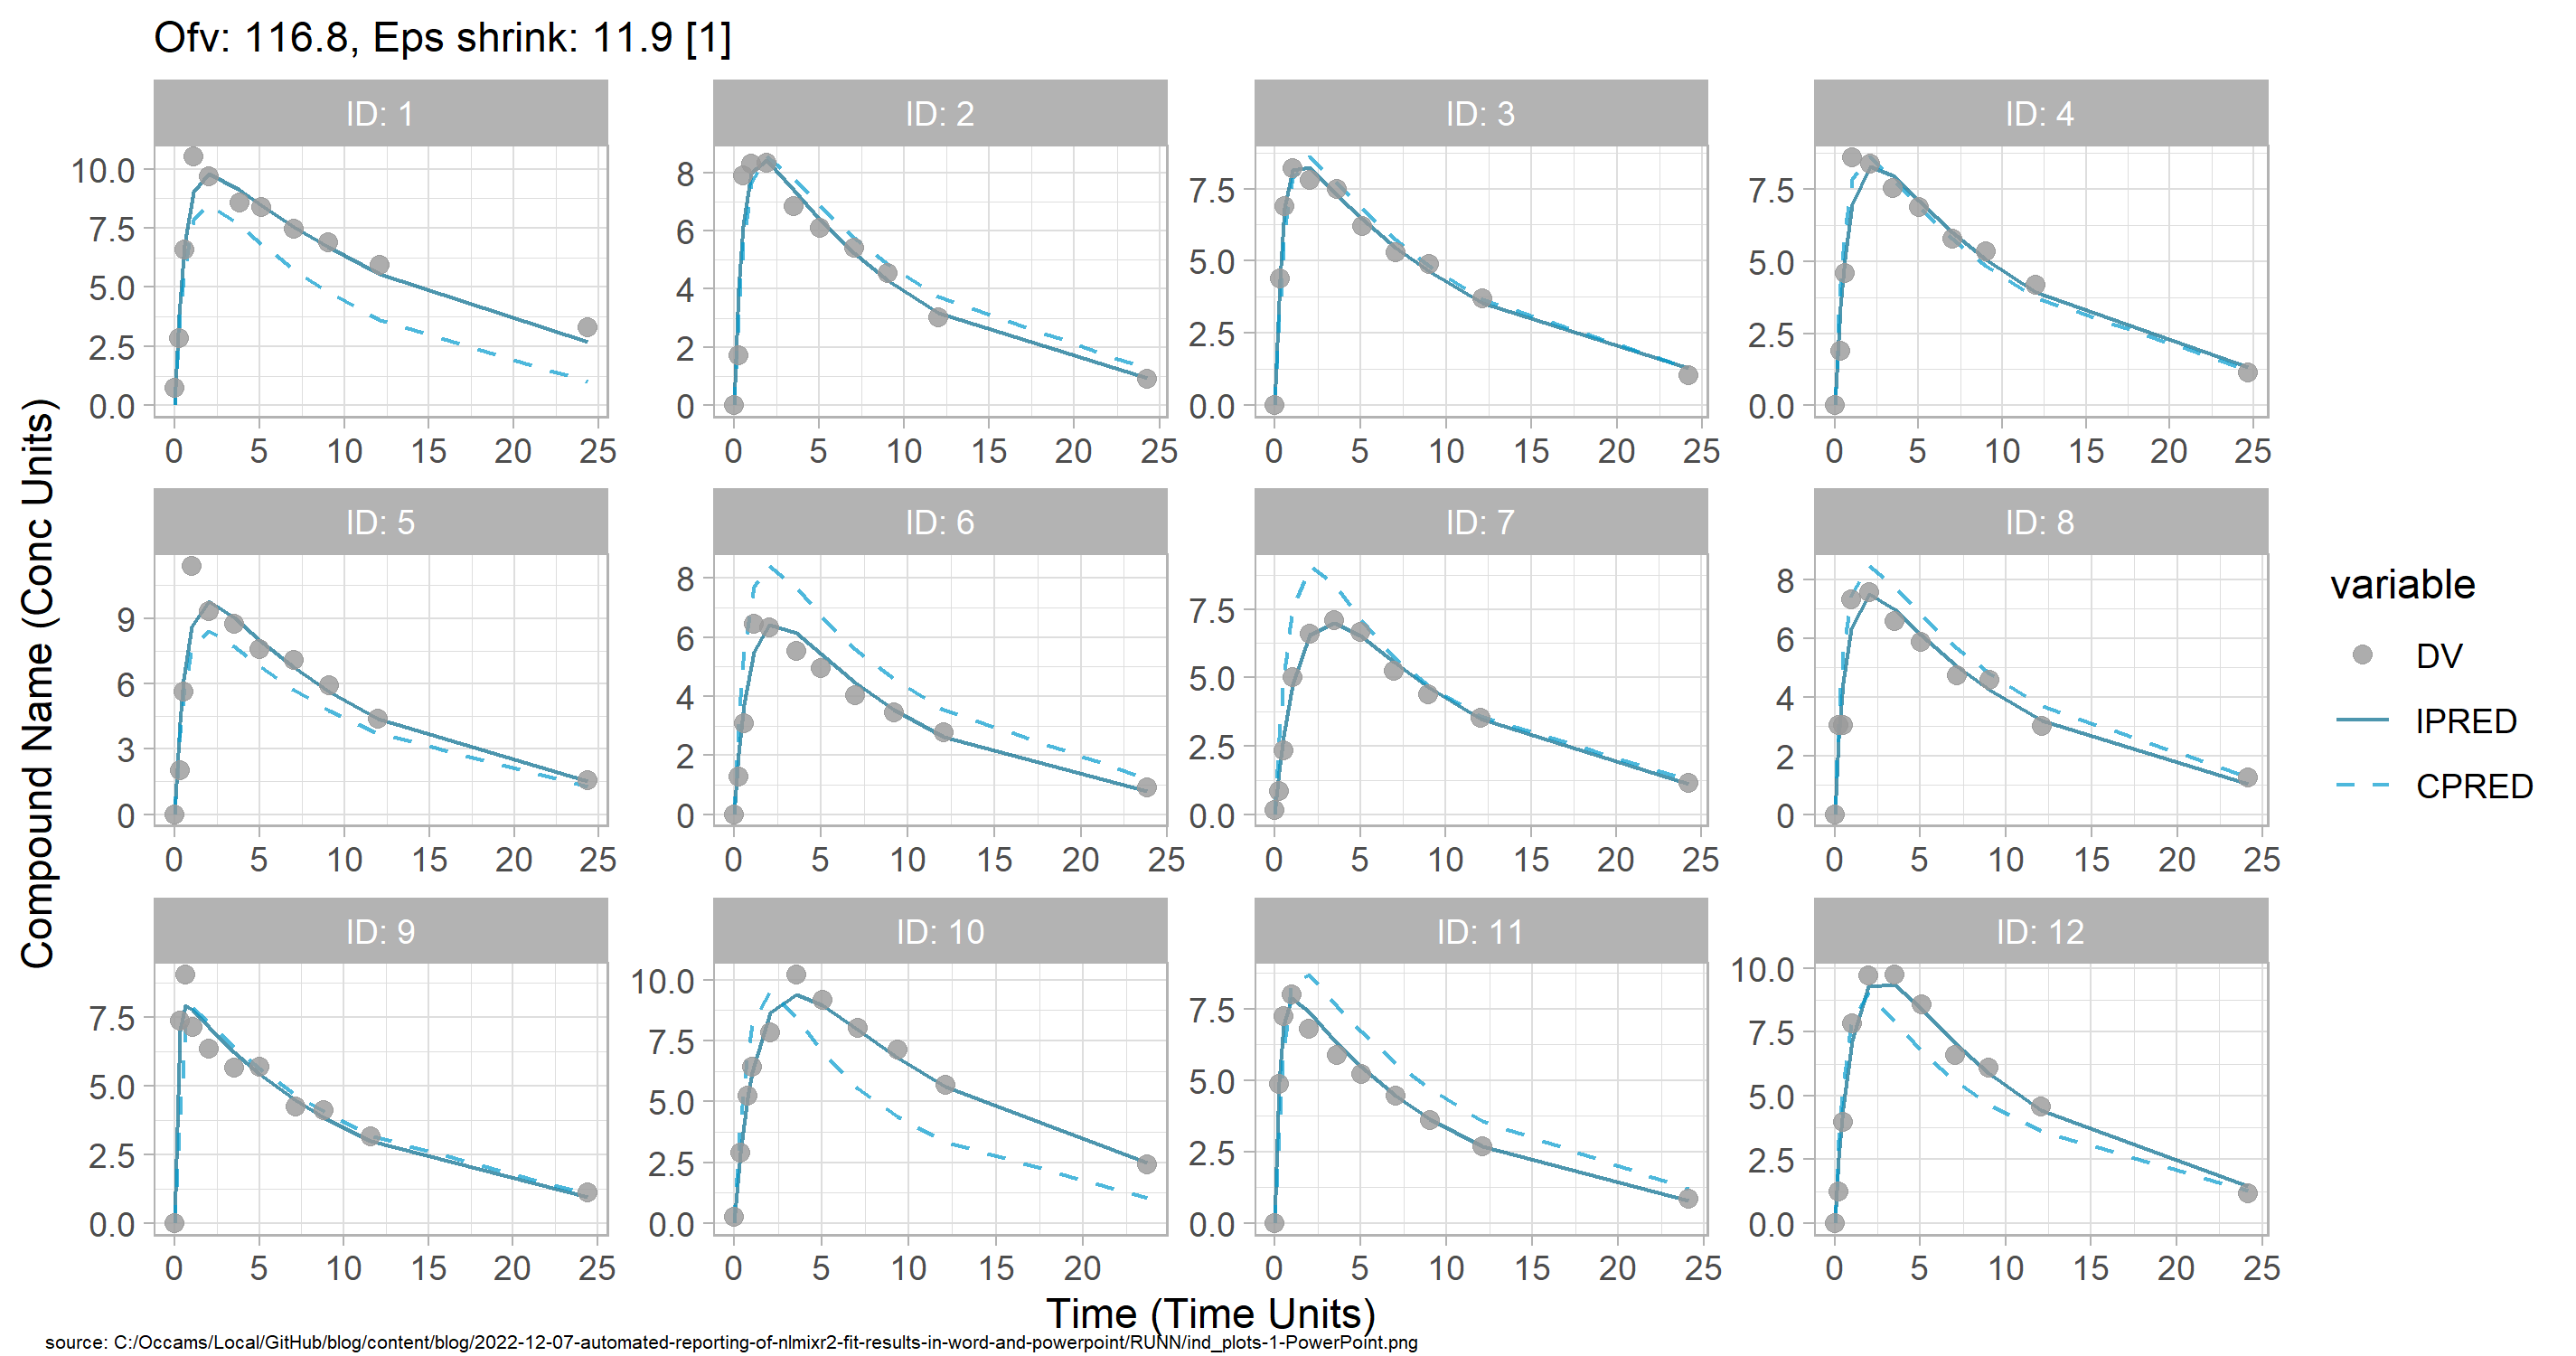 Ofv: 116.8, Eps shrink: 11.9 [1]
Compound Name (Conc Units)
ID: 1
10.0
7.5
5.0
2.5
0.0
0 5 10 15 20 25
ID: 2
8
6
4
2
0
0 5 10 15 20 25
ID: 3
7.5
5.0
2.5
0.0
0 5 10 15 20 25
ID: 4
7.5
5.0
2.5
0.0
0 5 10 15 20 25
ID: 5
9
6
3
0
0 5 10 15 20 25
ID: 6
8
6
4
2
0
0 5 10 15 20 25
ID: 7
7.5
5.0
2.5
0.0
0 5 10 15 20 25
ID: 8
8
6
4
2
0
0 5 10 15 20 25
ID: 9
7.5
5.0
2.5
0.0
0 5 10 15 20 25
ID: 10
10.0
7.5
5.0
2.5
0.0
0 5 10 15 20
ID: 11
7.5
5.0
2.5
0.0
0 5 10 15 20 25
ID: 12
10.0
7.5
5.0
2.5
0.0
0 5 10 15 20 25
variable
DV
IPRED
CPRED
Time (Time Units)
source: C:/Occams/Local/GitHub/blog/content/blog/2022-12-07-automated-reporting-of-nlmixr2-fit-results-in-word-and-powerpoint/RUNN/ind_plots-1-PowerPoint.png